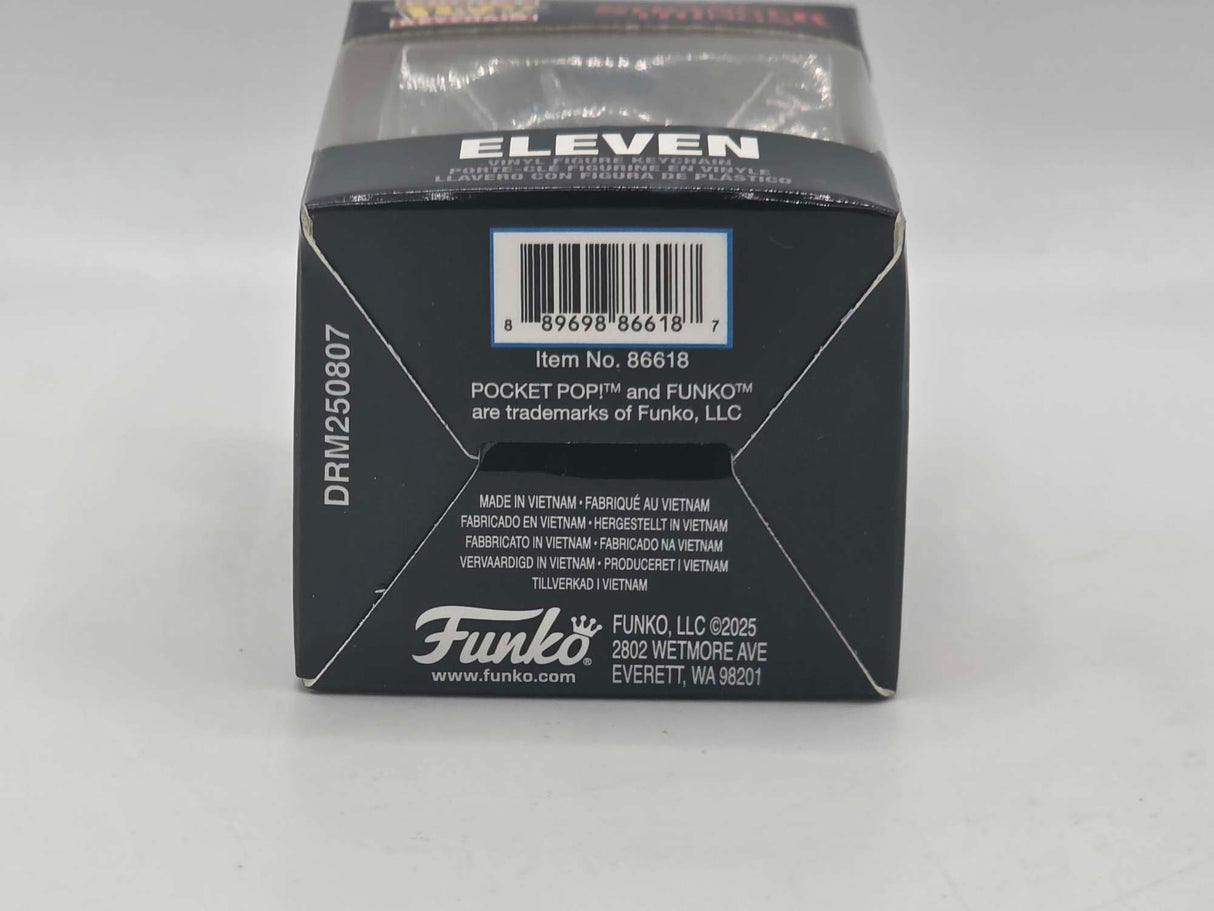 STRANGER THINGS
ELEVEN
VINYL FIGURE KEYCHAIN
PORTE-CLÉ FIGURINE EN VINYLE
LLAVERO CON FIGURA DE PLÁSTICO
8 89698 86618 7
Item No. 86618
POCKET POP!™ and FUNKO™
are trademarks of Funko, LLC
DRM250807
MADE IN VIETNAM • FABRIQUÉ AU VIETNAM
FABRICADO EN VIETNAM • HERGESTELLT IN VIETNAM
FABBRICATO IN VIETNAM • FABRICADO NA VIETNAM
VERVAARDIGD IN VIETNAM • PRODUCERET I VIETNAM
TILLVERKAD I VIETNAM
Funko®
www.funko.com
FUNKO, LLC ©2025
2802 WETMORE AVE
EVERETT, WA 98201